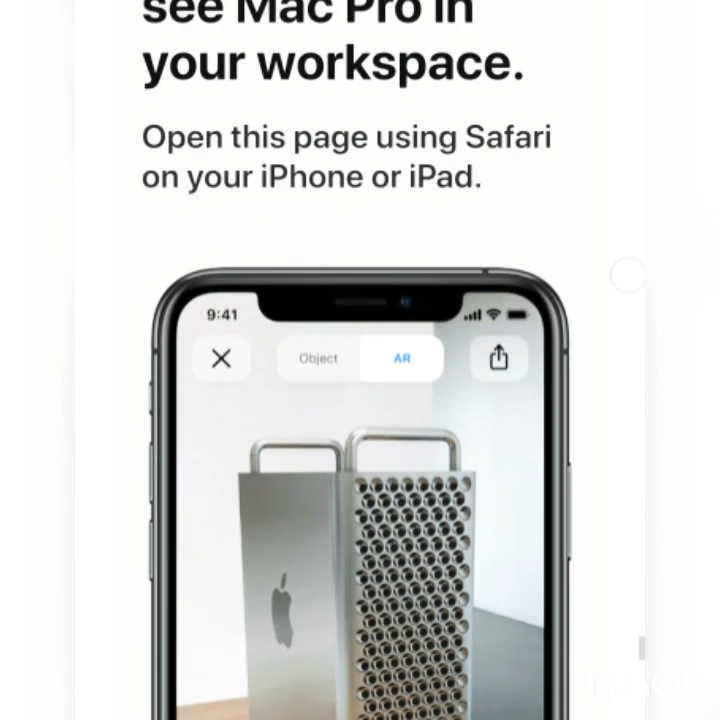 see Mac Pro in
your workspace.
Open this page using Safari
on your iPhone or iPad.
9:41
Object
AR